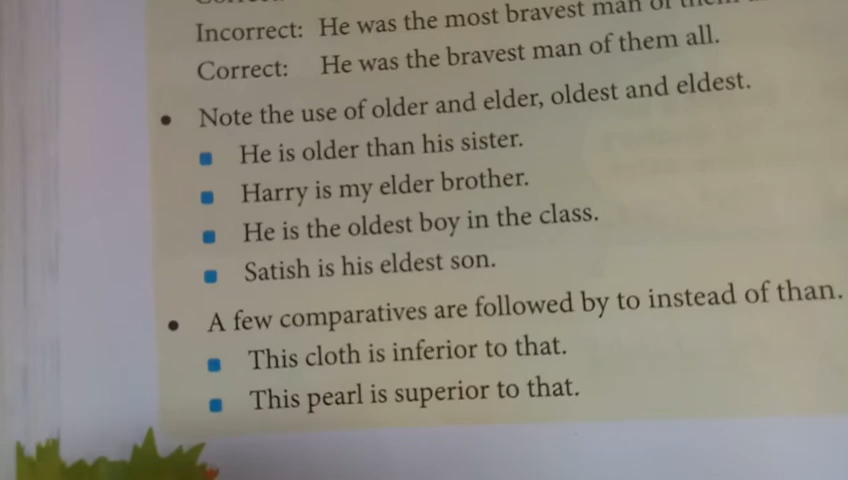 Incorrect: He was the most bravest man of them
Correct: He was the bravest man of them all.
• Note the use of older and elder, oldest and eldest.
He is older than his sister.
Harry is my elder brother.
He is the oldest boy in the class.
Satish is his eldest son.
• A few comparatives are followed by to instead of than.
This cloth is inferior to that.
This pearl is superior to that.